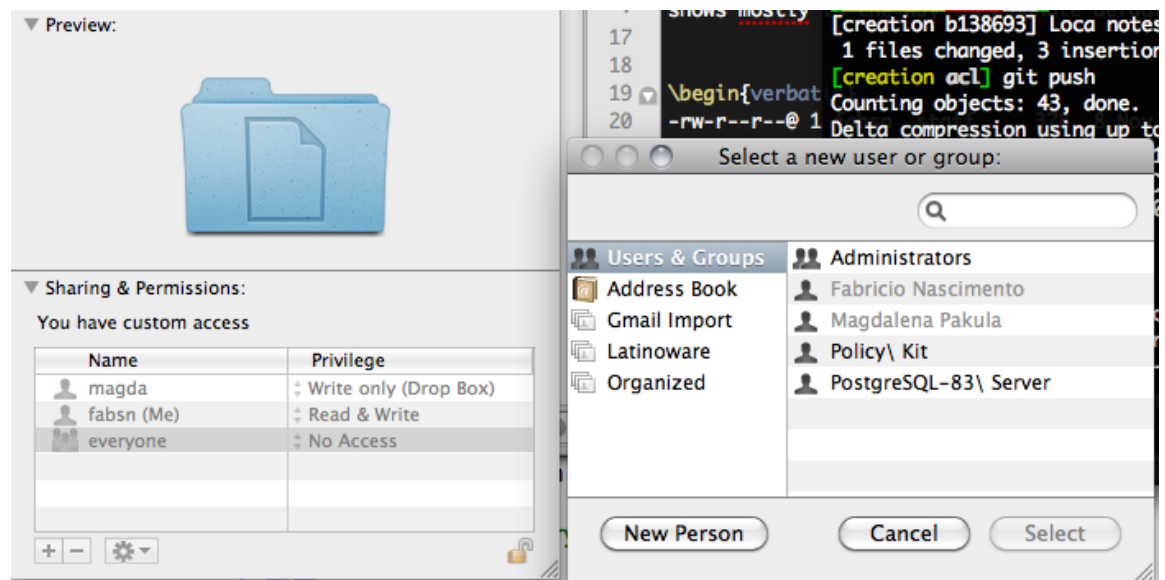 Preview:
Sharing & Permissions:
You have custom access
Name Privilege
magda Write only (Drop Box)
fabsn (Me) Read & Write
everyone No Access
shows mostly
17
18
19 \begin{verbat
20 -rw-r--r--@ 1
[creation b138693] Loca notes
1 files changed, 3 insertion
[creation acl] git push
Counting objects: 43, done.
Delta compression using up to
Select a new user or group:
Users & Groups
Address Book
Gmail Import
Latinoware
Organized
Administrators
Fabricio Nascimento
Magdalena Pakula
Policy\ Kit
PostgreSQL-83\ Server
New Person Cancel Select